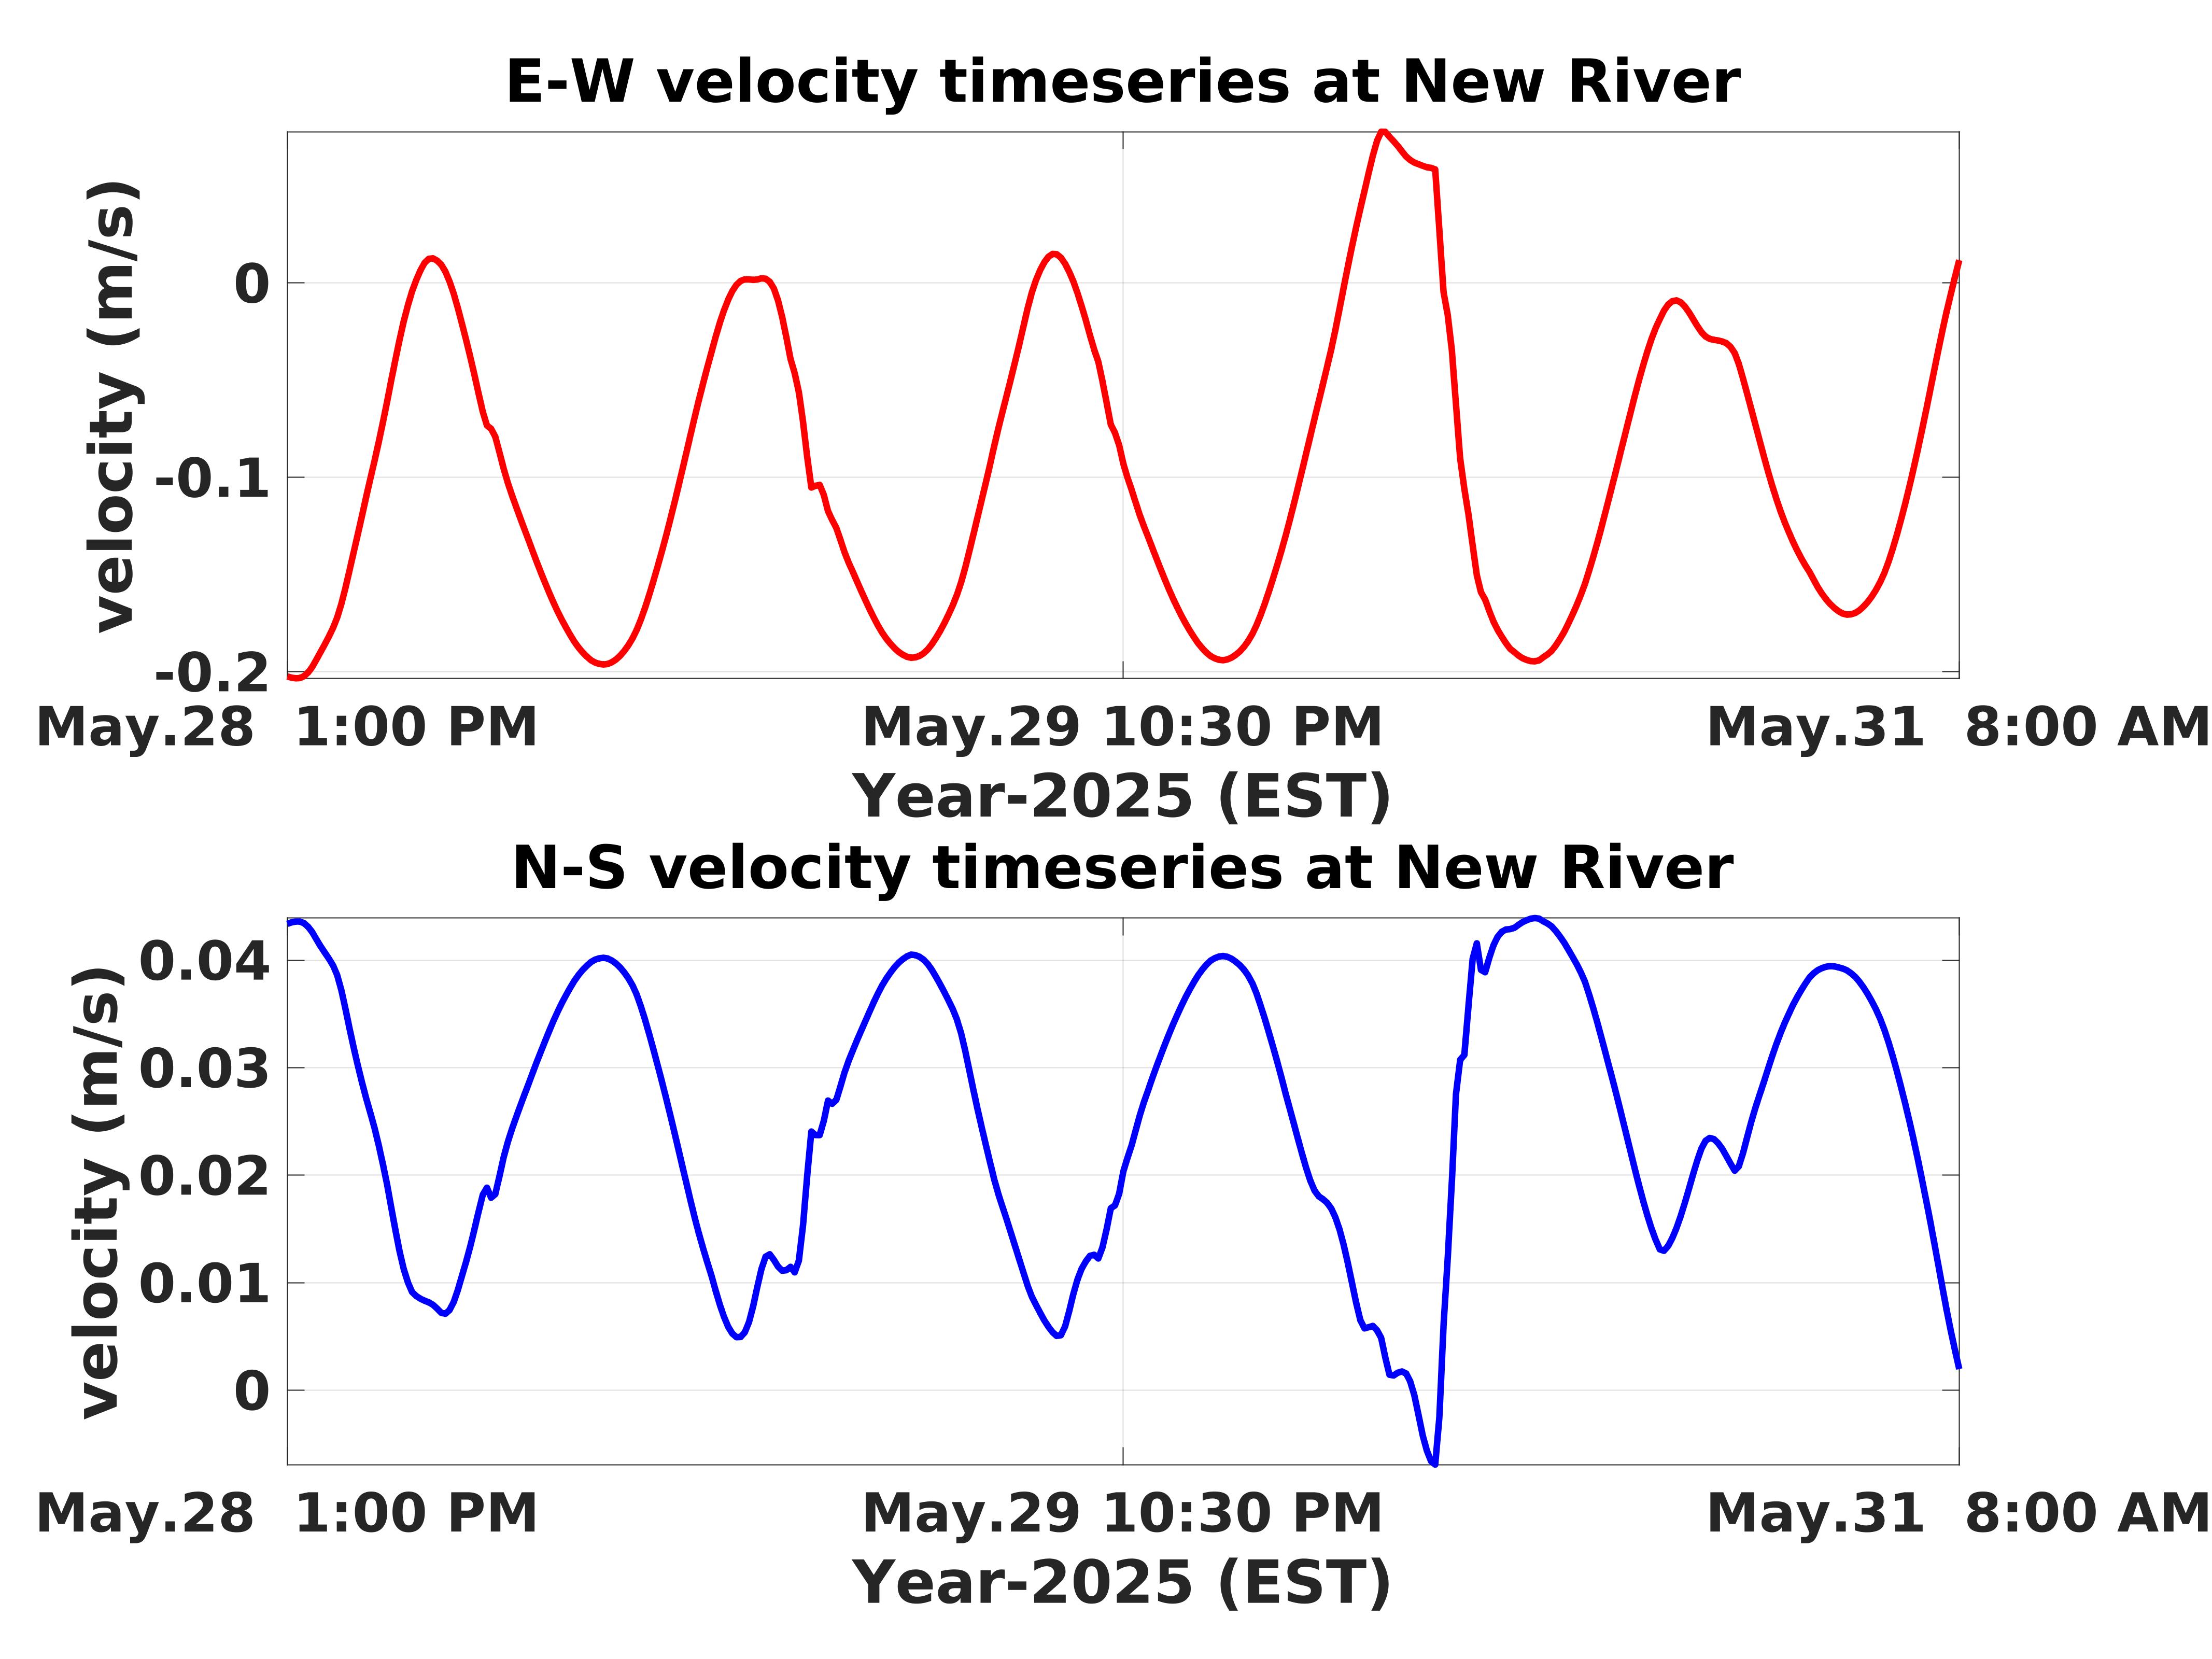 E-W velocity timeseries at New River
velocity (m/s)
0
-0.1
-0.2
May.28  1:00 PM
May.29 10:30 PM
May.31  8:00 AM
Year-2025 (EST)
N-S velocity timeseries at New River
velocity (m/s)
0.04
0.03
0.02
0.01
0
May.28  1:00 PM
May.29 10:30 PM
May.31  8:00 AM
Year-2025 (EST)